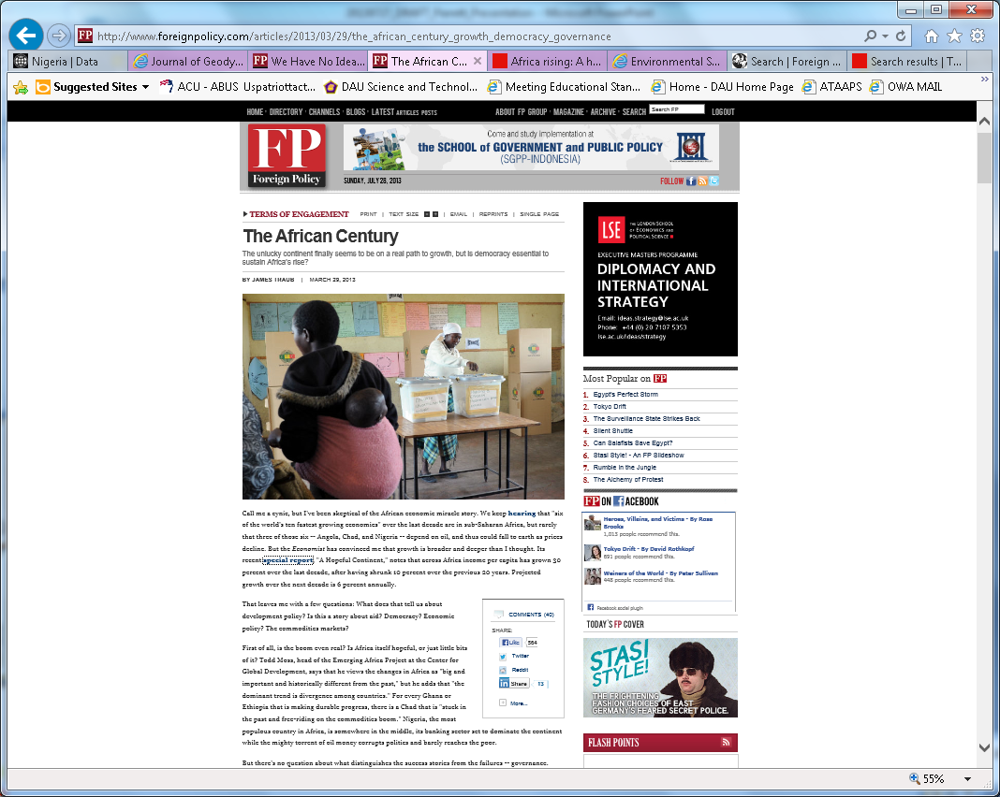 http://www.foreignpolicy.com/articles/2013/03/29/the_african_century_growth_democracy_governance
Nigeria | Data
Journal of Geody...
We Have No Idea...
The African C...
Africa rising: A h...
Environmental S...
Search | Foreign ...
Search results | T...
Suggested Sites
ACU - ABUS Uspatriottact...
DAU Science and Technol...
Meeting Educational Stan...
Home - DAU Home Page
ATAAPS
OWA MAIL
HOME · DIRECTORY · CHANNELS · BLOGS · LATEST ARTICLES POSTS
ABOUT FP GROUP · MAGAZINE · ARCHIVE · SEARCH
Search FP
LOGOUT
FP
Foreign Policy
Come and study implementation at
the SCHOOL of GOVERNMENT and PUBLIC POLICY
(SGPP-INDONESIA)
SUNDAY, JULY 28, 2013
FOLLOW
TERMS OF ENGAGEMENT
PRINT | TEXT SIZE | EMAIL | REPRINTS | SINGLE PAGE
The African Century
The unlucky continent finally seems to be on a real path to growth, but is democracy essential to
sustain Africa's rise?
BY JAMES TRAUB | MARCH 29, 2013
Call me a cynic, but I've been skeptical of the African economic miracle story. We keep hearing that "six
of the world's ten fastest growing economies" over the last decade are in sub-Saharan Africa, but rarely
that three of those six -- Angola, Chad, and Nigeria -- depend on oil, and thus could fall to earth as prices
decline. But the Economist has convinced me that growth is broader and deeper than I thought. Its
recent special report, "A Hopeful Continent," notes that across Africa income per capita has grown 30
percent over the last decade, after having shrunk 10 percent over the previous 20 years. Projected
growth over the next decade is 6 percent annually.
That leaves me with a few questions: What does that tell us about
development policy? Is this a story about aid? Democracy? Economic
policy? The commodities markets?
First of all, is the boom even real? Is Africa itself hopeful, or just little bits
of it? Todd Moss, head of the Emerging Africa Project at the Center for
Global Development, says that he views the changes in Africa as "big and
important and historically different from the past," but he adds that "the
dominant trend is divergence among countries." For every Ghana or
Ethiopia that is making durable progress, there is a Chad that is "stuck in
the past and free-riding on the commodities boom." Nigeria, the most
populous country in Africa, is somewhere in the middle, its banking sector set to dominate the continent
while the mighty torrent of oil money corrupts politics and barely reaches the poor.
But there's no question about what distinguishes the success stories from the failures -- governance.
COMMENTS (40)
SHARE:
Like 564
Twitter
Reddit
Share 13
More...
LSE
THE LONDON SCHOOL
OF ECONOMICS AND
POLITICAL SCIENCE
EXECUTIVE MASTERS PROGRAMME
DIPLOMACY AND
INTERNATIONAL
STRATEGY
Email: ideas.strategy@lse.ac.uk
Phone: +44 (0) 20 7107 5353
lse.ac.uk/ideas/strategy
Most Popular on FP
1. Egypt's Perfect Storm
2. Tokyo Drift
3. The Surveillance State Strikes Back
4. Silent Shuttle
5. Can Salafists Save Egypt?
6. Stasi Style! - An FP Slideshow
7. Rumble in the Jungle
8. The Alchemy of Protest
FP ON FACEBOOK
Heroes, Villains, and Victims - By Rosa
Brooks
1,013 people recommend this.
Tokyo Drift - By David Rothkopf
691 people recommend this.
Weiners of the World - By Peter Sullivan
448 people recommend this.
Facebook social plugin
TODAY'S FP COVER
STASI
STYLE!
THE FRIGHTENING
FASHION CHOICES OF EAST
GERMANY'S FEARED SECRET POLICE.
FLASH POINTS
55%